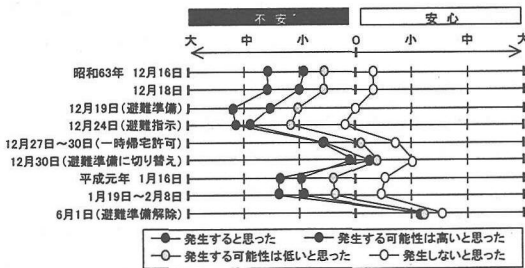 不安 安心
大 中 小 0 小 中 大
昭和63年 12月16日
12月18日
12月19日(避難準備)
12月24日(避難指示)
12月27日～30日(一時帰宅許可)
12月30日(避難準備に切り替え)
平成元年 1月16日
1月19日～2月8日
6月1日(避難準備解除)
発生すると思った 発生する可能性は高いと思った
発生する可能性は低いと思った 発生しないと思った